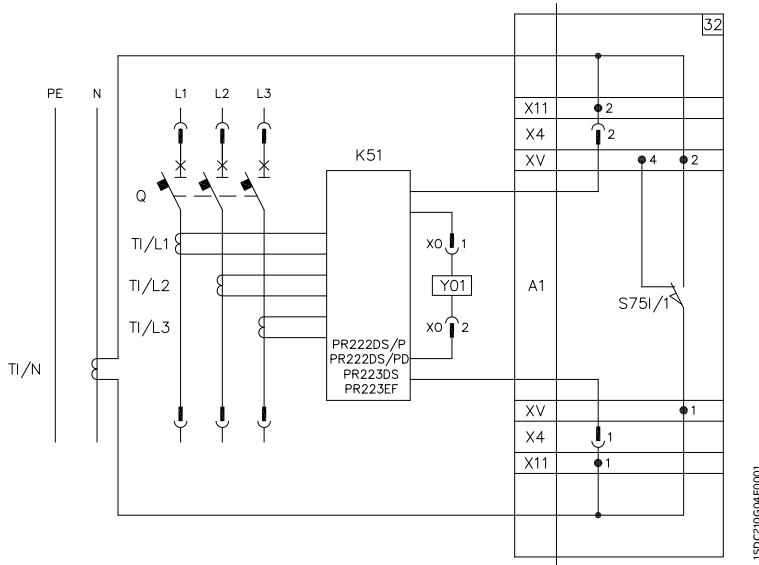 32
PE N L1 L2 L3
X11 2
X4 2
K51
XV 4 2
Q
TI/L1
X0 1
TI/L2
Y01
A1
S75I/1
TI/L3
X0 2
PR222DS/P
PR222DS/PD
PR223DS
PR223EF
TI/N
XV 1
X4 1
X11 1
1SDC210G04F0001